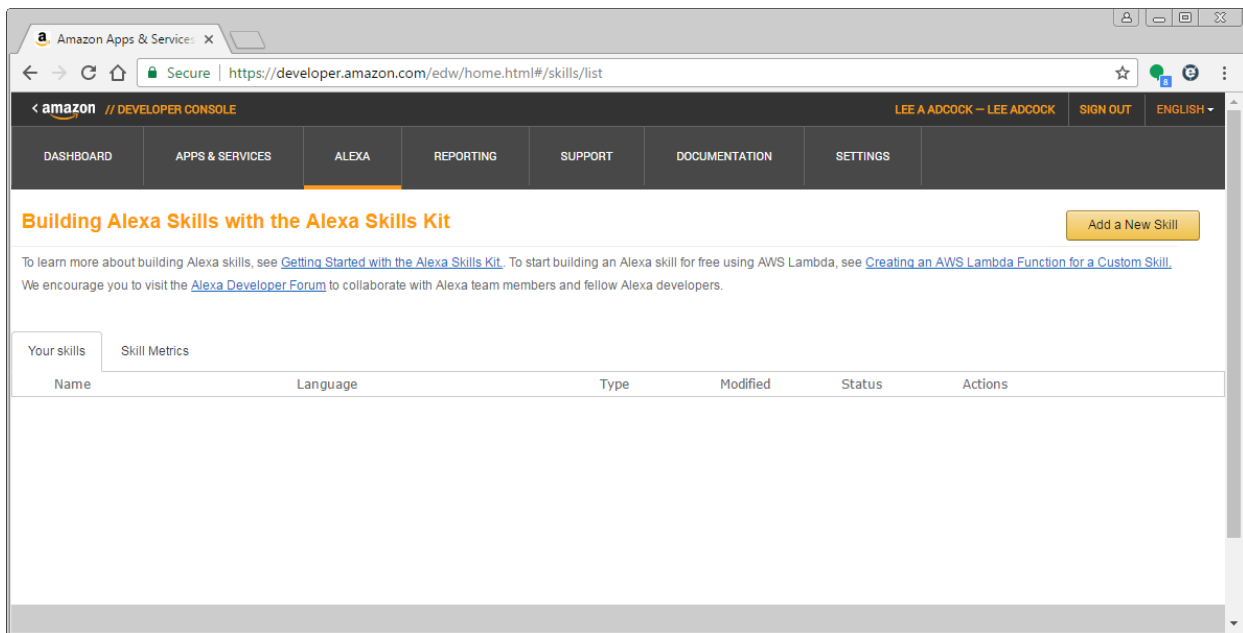 a Amazon Apps & Services
Secure | https://developer.amazon.com/edw/home.html#/skills/list
8
< amazon // DEVELOPER CONSOLE LEE A ADCOCK — LEE ADCOCK SIGN OUT ENGLISH
DASHBOARD APPS & SERVICES ALEXA REPORTING SUPPORT DOCUMENTATION SETTINGS
Building Alexa Skills with the Alexa Skills Kit Add a New Skill
To learn more about building Alexa skills, see Getting Started with the Alexa Skills Kit.. To start building an Alexa skill for free using AWS Lambda, see Creating an AWS Lambda Function for a Custom Skill.
We encourage you to visit the Alexa Developer Forum to collaborate with Alexa team members and fellow Alexa developers.
Your skills Skill Metrics
Name Language Type Modified Status Actions